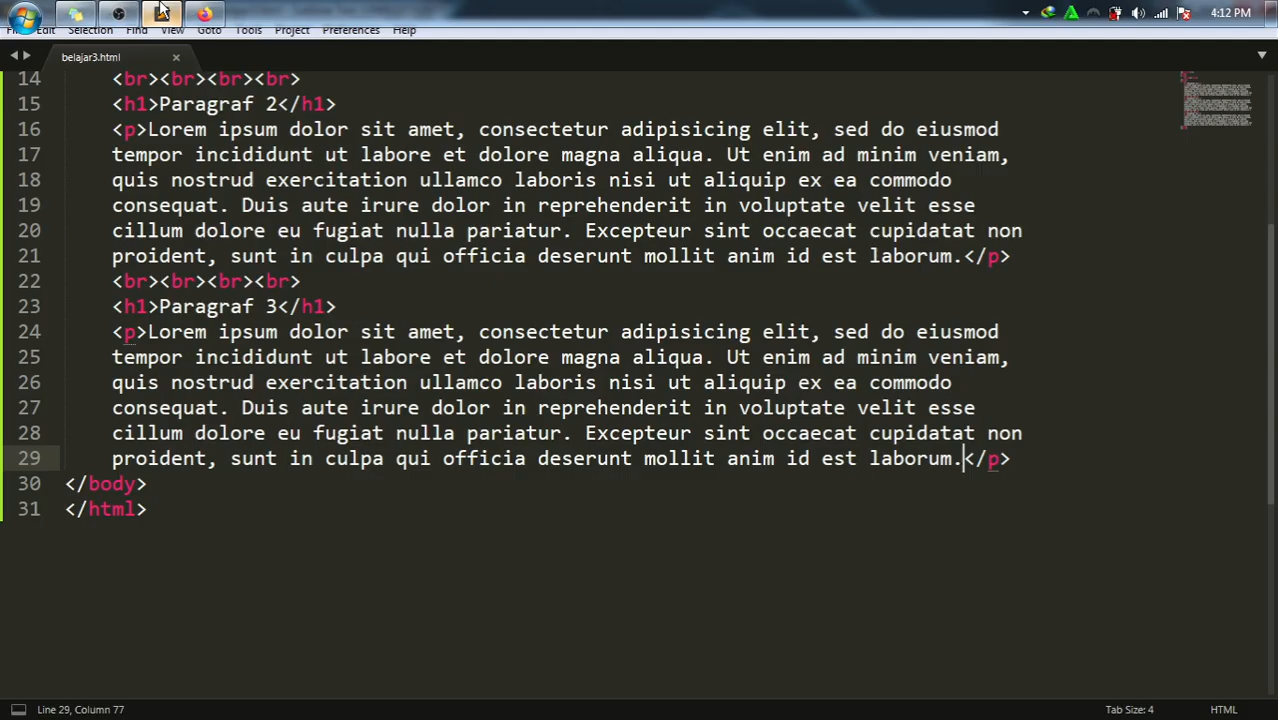 4:12 PM
Edit Selection Find View Goto Tools Project Preferences Help
belajar3.html
14 <br><br><br><br>
15 <h1>Paragraf 2</h1>
16 <p>Lorem ipsum dolor sit amet, consectetur adipisicing elit, sed do eiusmod
17 tempor incididunt ut labore et dolore magna aliqua. Ut enim ad minim veniam,
18 quis nostrud exercitation ullamco laboris nisi ut aliquip ex ea commodo
19 consequat. Duis aute irure dolor in reprehenderit in voluptate velit esse
20 cillum dolore eu fugiat nulla pariatur. Excepteur sint occaecat cupidatat non
21 proident, sunt in culpa qui officia deserunt mollit anim id est laborum.</p>
22 <br><br><br><br>
23 <h1>Paragraf 3</h1>
24 <p>Lorem ipsum dolor sit amet, consectetur adipisicing elit, sed do eiusmod
25 tempor incididunt ut labore et dolore magna aliqua. Ut enim ad minim veniam,
26 quis nostrud exercitation ullamco laboris nisi ut aliquip ex ea commodo
27 consequat. Duis aute irure dolor in reprehenderit in voluptate velit esse
28 cillum dolore eu fugiat nulla pariatur. Excepteur sint occaecat cupidatat non
29 proident, sunt in culpa qui officia deserunt mollit anim id est laborum.</p>
30 </body>
31 </html>
Line 29, Column 77 Tab Size: 4 HTML